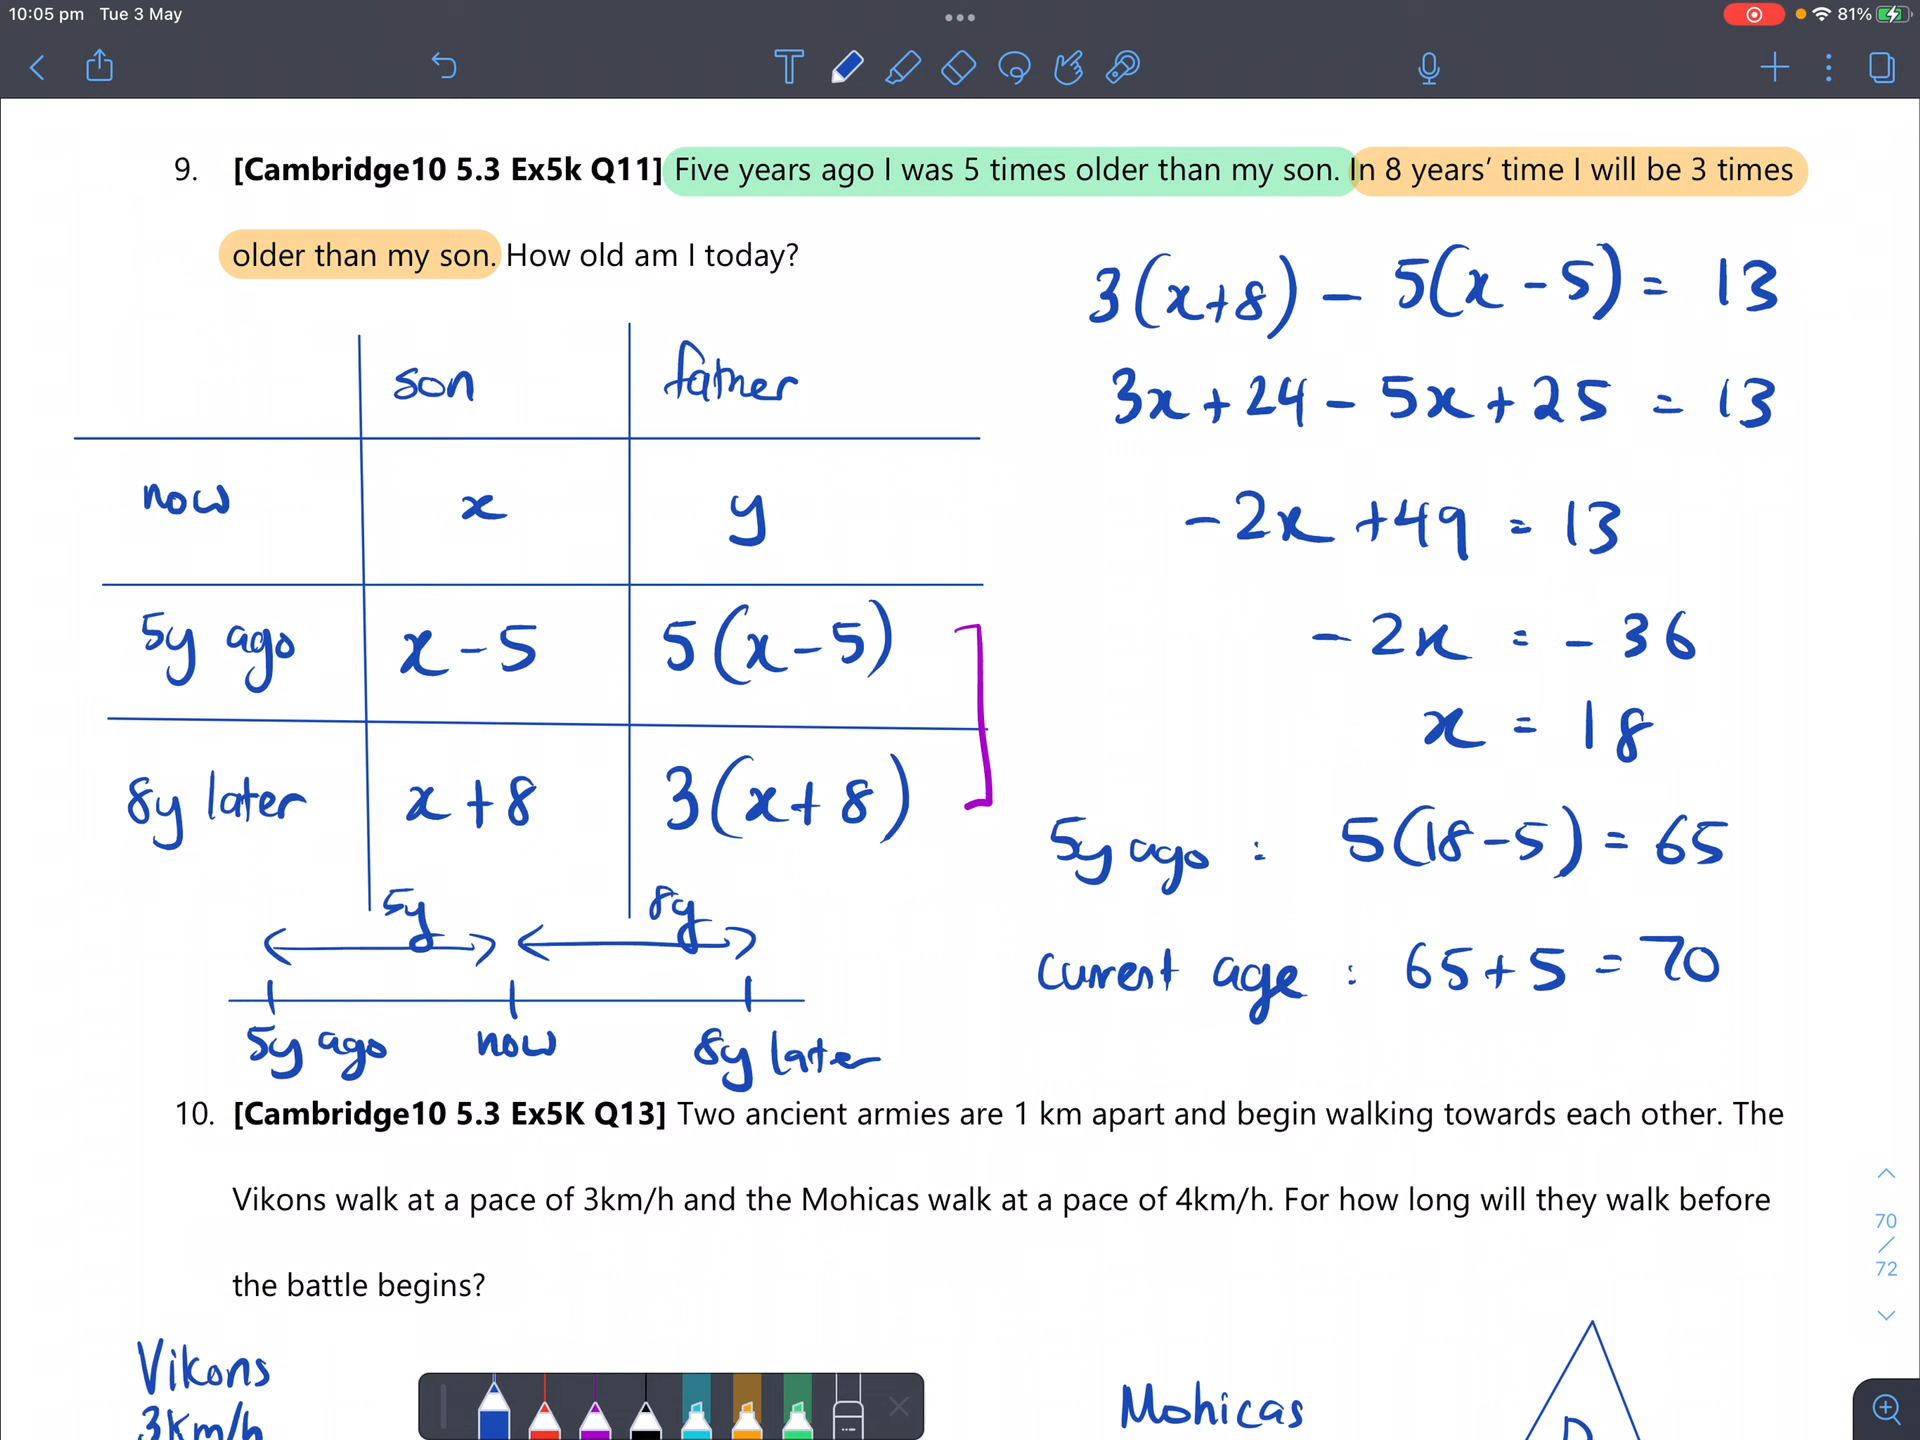 10:05 pm Tue 3 May
81%
9. [Cambridge10 5.3 Ex5k Q11] Five years ago I was 5 times older than my son. In 8 years’ time I will be 3 times
older than my son. How old am I today?
son father
now x y
5y ago x - 5 5(x - 5)
8y later x + 8 3(x + 8)
5y 8y
5y ago now 8y later
3(x+8) - 5(x - 5) = 13
3x + 24 - 5x + 25 = 13
-2x + 49 = 13
-2x = -36
x = 18
5y ago : 5(18 - 5) = 65
current age : 65 + 5 = 70
10. [Cambridge10 5.3 Ex5K Q13] Two ancient armies are 1 km apart and begin walking towards each other. The
Vikons walk at a pace of 3km/h and the Mohicas walk at a pace of 4km/h. For how long will they walk before
the battle begins?
70
/
72
Vikons
3km/h
Mohicas
D